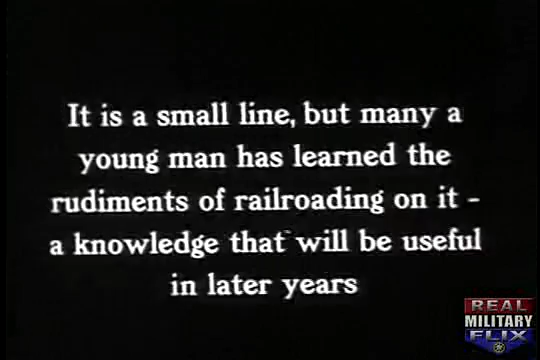 It is a small line, but many a
young man has learned the
rudiments of railroading on it -
a knowledge that will be useful
in later years
REAL
MILITARY
FLIX